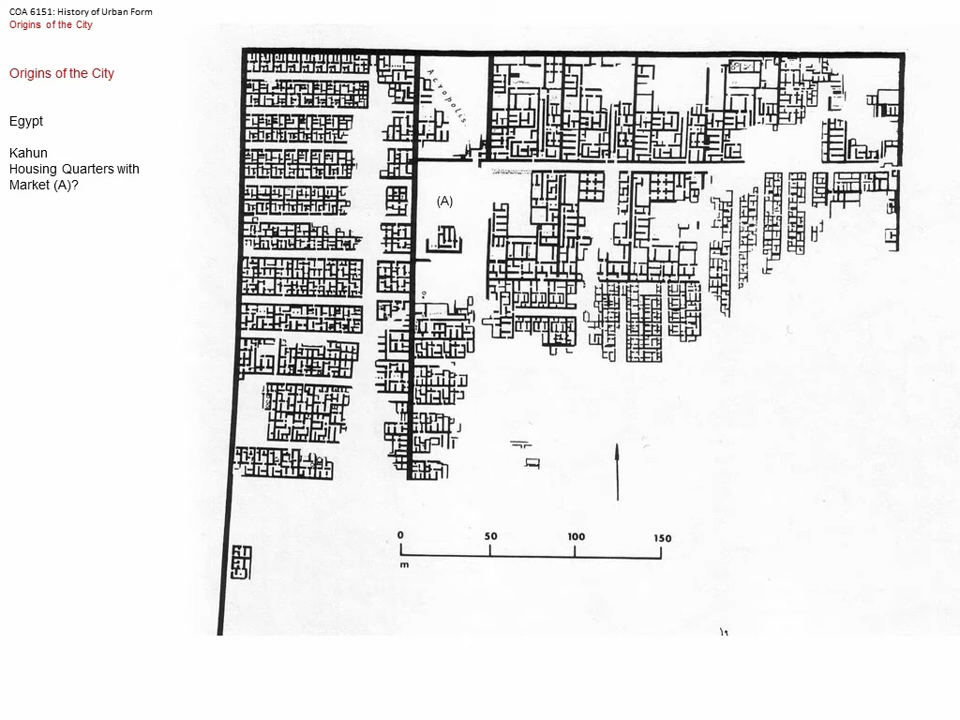 COA 6151: History of Urban Form
Origins of the City
Origins of the City
Egypt
Kahun
Housing Quarters with
Market (A)?
Acropolis
(A)
0 50 100 150
m